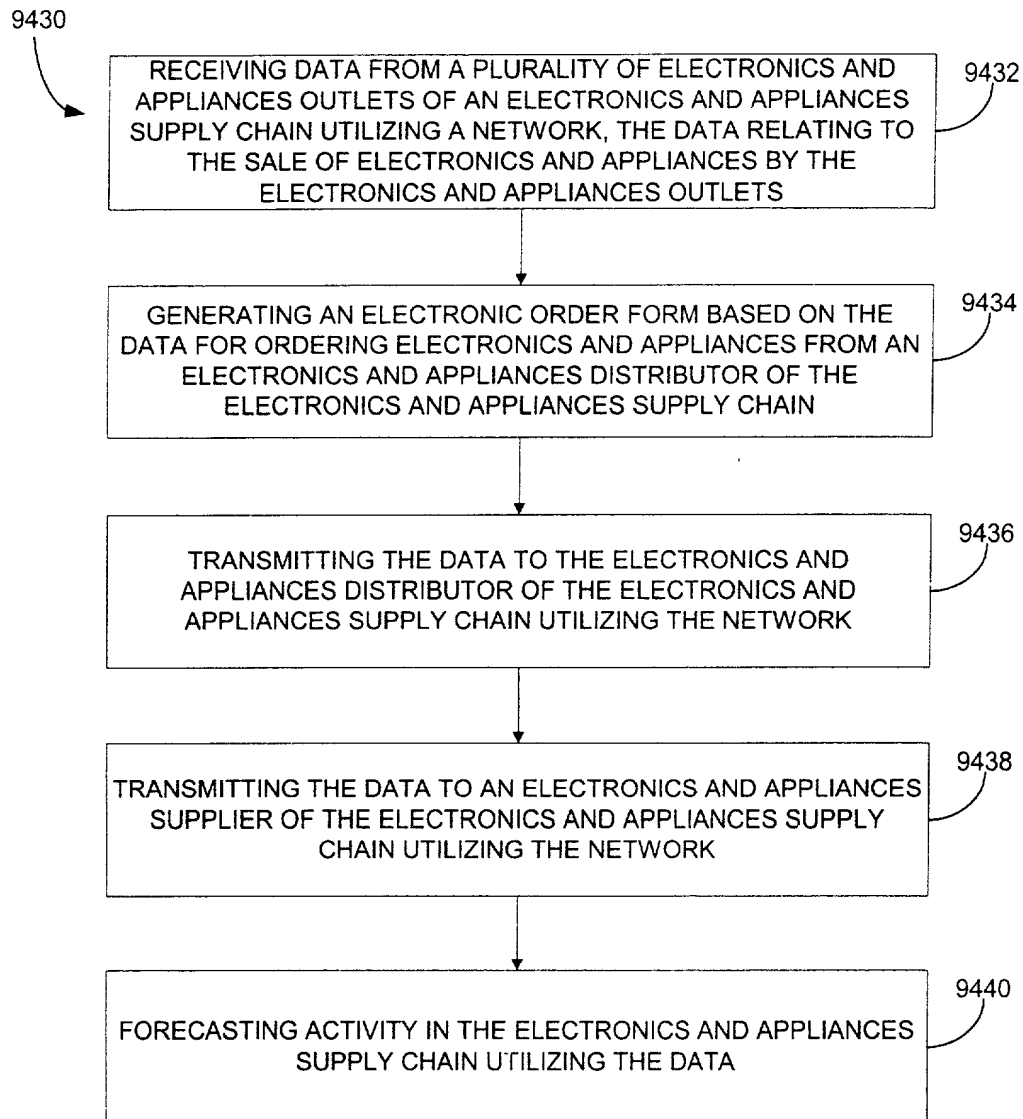 9430
RECEIVING DATA FROM A PLURALITY OF ELECTRONICS AND
APPLIANCES OUTLETS OF AN ELECTRONICS AND APPLIANCES
SUPPLY CHAIN UTILIZING A NETWORK, THE DATA RELATING TO
THE SALE OF ELECTRONICS AND APPLIANCES BY THE
ELECTRONICS AND APPLIANCES OUTLETS
9432
GENERATING AN ELECTRONIC ORDER FORM BASED ON THE
DATA FOR ORDERING ELECTRONICS AND APPLIANCES FROM AN
ELECTRONICS AND APPLIANCES DISTRIBUTOR OF THE
ELECTRONICS AND APPLIANCES SUPPLY CHAIN
9434
TRANSMITTING THE DATA TO THE ELECTRONICS AND
APPLIANCES DISTRIBUTOR OF THE ELECTRONICS AND
APPLIANCES SUPPLY CHAIN UTILIZING THE NETWORK
9436
TRANSMITTING THE DATA TO AN ELECTRONICS AND APPLIANCES
SUPPLIER OF THE ELECTRONICS AND APPLIANCES SUPPLY
CHAIN UTILIZING THE NETWORK
9438
FORECASTING ACTIVITY IN THE ELECTRONICS AND APPLIANCES
SUPPLY CHAIN UTILIZING THE DATA
9440